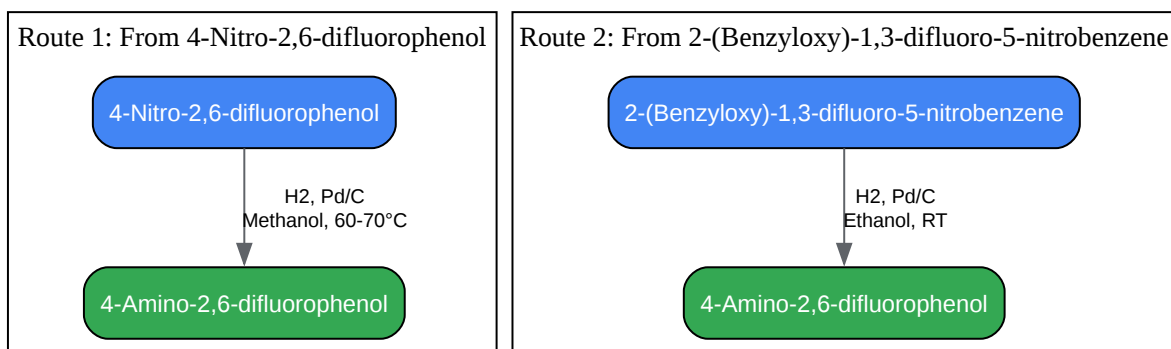 Route 1: From 4-Nitro-2,6-difluorophenol
4-Nitro-2,6-difluorophenol
H2, Pd/C
Methanol, 60-70°C
4-Amino-2,6-difluorophenol
Route 2: From 2-(Benzyloxy)-1,3-difluoro-5-nitrobenzene
2-(Benzyloxy)-1,3-difluoro-5-nitrobenzene
H2, Pd/C
Ethanol, RT
4-Amino-2,6-difluorophenol